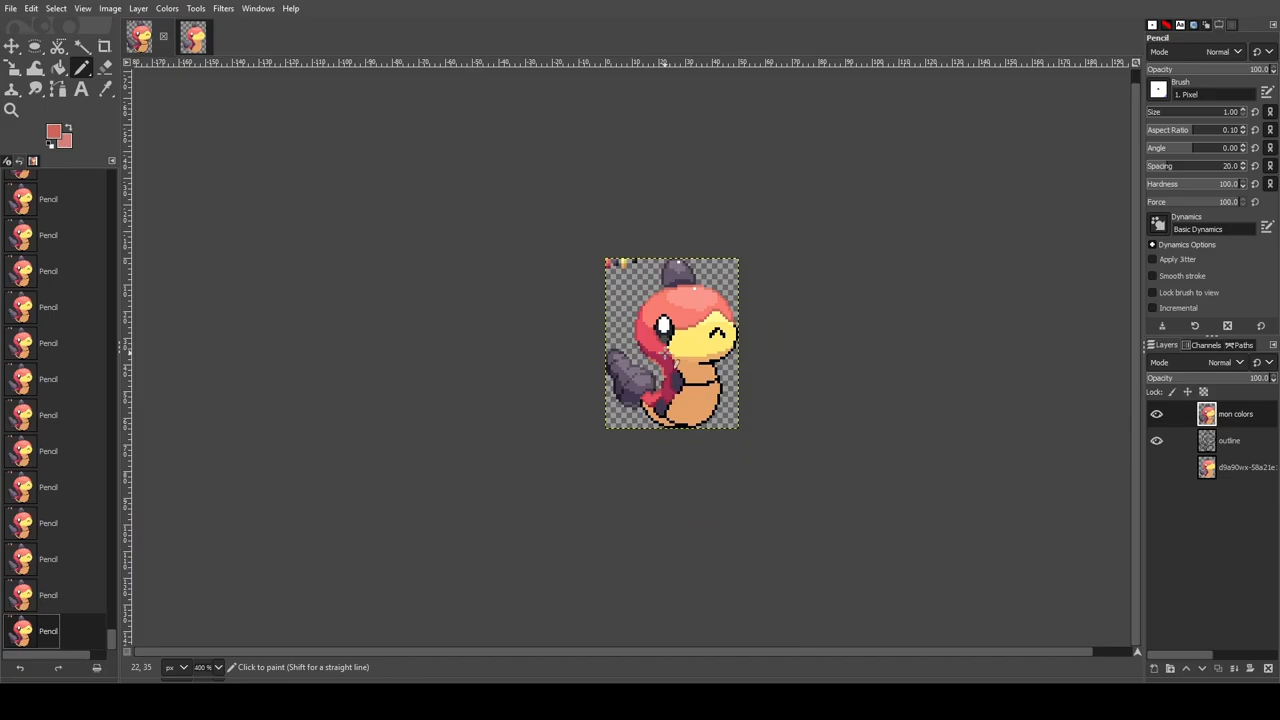 File Edit Select View Image Layer Colors Tools Filters Windows Help
Pencil
Mode Normal
Opacity 100.0
Brush
1. Pixel
Size 1.00
Aspect Ratio 0.10
Angle 0.00
Spacing 20.0
Hardness 100.0
Force 100.0
Dynamics
Basic Dynamics
Dynamics Options
Apply Jitter
Smooth stroke
Lock brush to view
Incremental
Layers Channels Paths
Mode Normal
Opacity 100.0
Lock:
mon colors
outline
d9a90wx-58a21e
Pencil
Pencil
Pencil
Pencil
Pencil
Pencil
Pencil
Pencil
Pencil
Pencil
Pencil
Pencil
Pencil
22, 35 px 400 % Click to paint (Shift for a straight line)